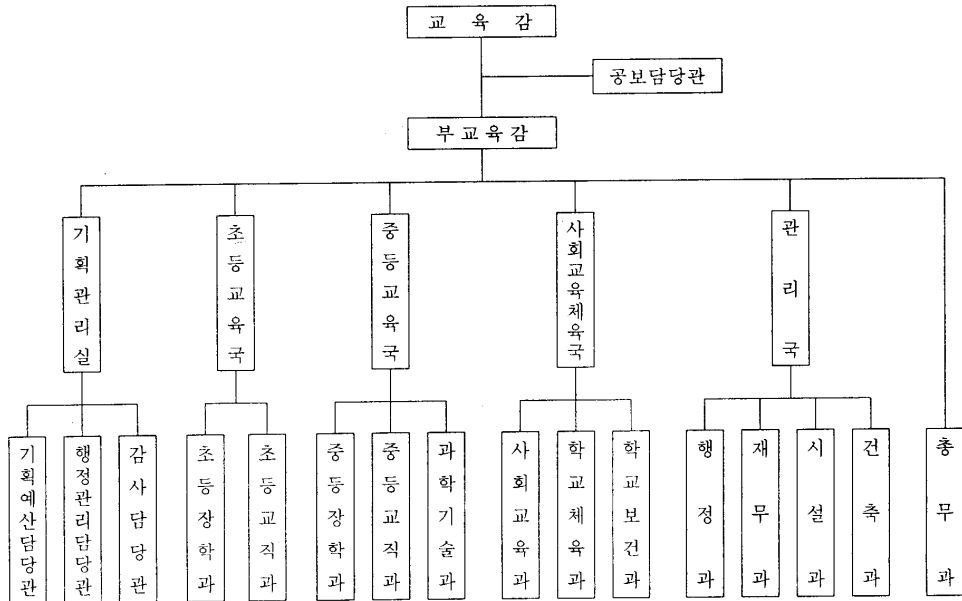 교 육 감
공보담당관
부교육감
기획관리실
초등교육국
중등교육국
사회교육체육국
관리국
기획예산담당관
행정관리담당관
감사담당관
초등장학과
초등교직과
중등장학과
중등교직과
과학기술과
사회교육과
학교체육과
학교보건과
행정과
재무과
시설과
건축과
총무과